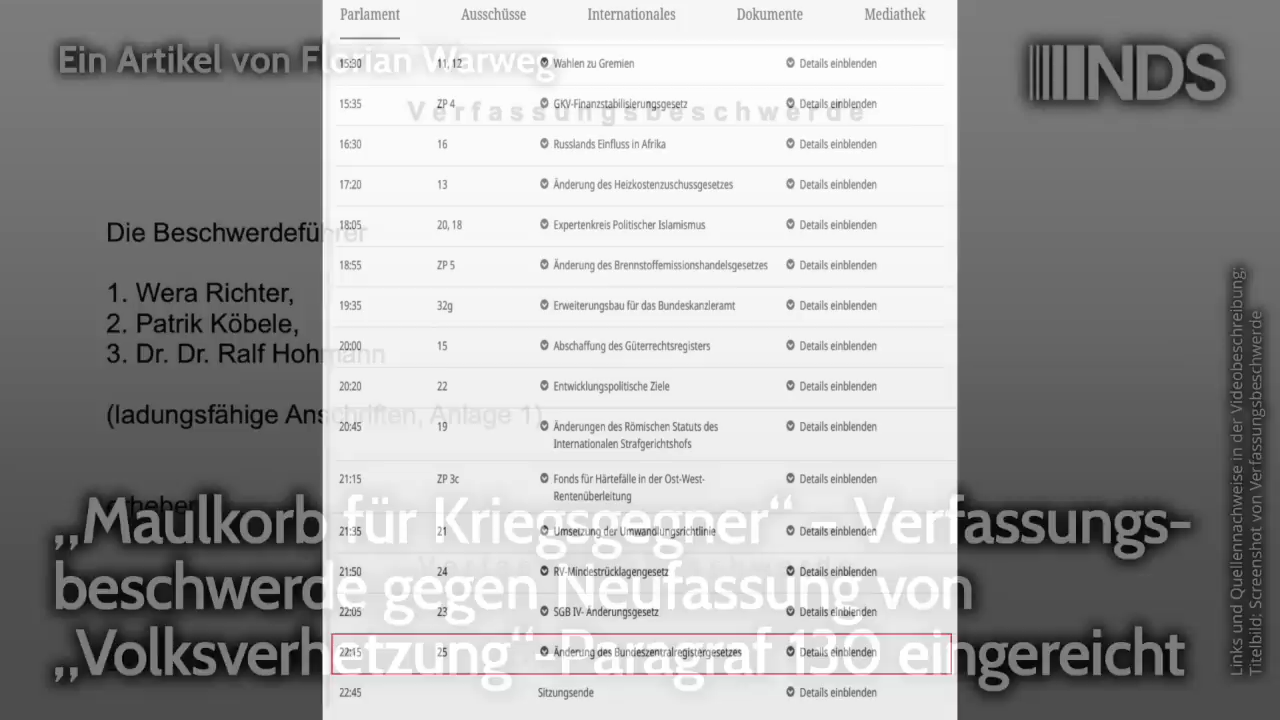 Parlament Ausschüsse Internationales Dokumente Mediathek
Ein Artikel von Florian Warweg
NDS
15:30 11, 12 Wahlen zu Gremien Details einblenden
15:35 ZP 4 GKV-Finanzstabilisierungsgesetz Details einblenden
Verfassungsbeschwerde
16:30 16 Russlands Einfluss in Afrika Details einblenden
17:20 13 Änderung des Heizkostenzuschussgesetzes Details einblenden
18:05 20, 18 Expertenkreis Politischer Islamismus Details einblenden
Die Beschwerdeführer
18:55 ZP 5 Änderung des Brennstoffemissionshandelsgesetzes Details einblenden
1. Wera Richter,
19:35 32g Erweiterungsbau für das Bundeskanzleramt Details einblenden
2. Patrik Köbele,
20:00 15 Abschaffung des Güterrechtsregisters Details einblenden
3. Dr. Dr. Ralf Hohmann
20:20 22 Entwicklungspolitische Ziele Details einblenden
(ladungsfähige Anschriften, Anlage 1)
20:45 19 Änderungen des Römischen Statuts des Details einblenden
Internationalen Strafgerichtshofs
21:15 ZP 3c Fonds für Härtefälle in der Ost-West- Details einblenden
Rentenüberleitung
erheben
„Maulkorb für Kriegsgegner“ – Verfassungs-
21:35 21 Umsetzung der Umwandlungsrichtlinie Details einblenden
21:50 24 RV-Mindestrücklagengesetz Details einblenden
beschwerde gegen Neufassung von
22:05 23 SGB IV- Änderungsgesetz Details einblenden
„Volksverhetzung“ Paragraf 130 eingereicht
22:15 25 Änderung des Bundeszentralregistergesetzes Details einblenden
22:45 Sitzungsende Details einblenden
Links und Quellennachweise in der Videobeschreibung;
Titelbild: Screenshot von Verfassungsbeschwerde